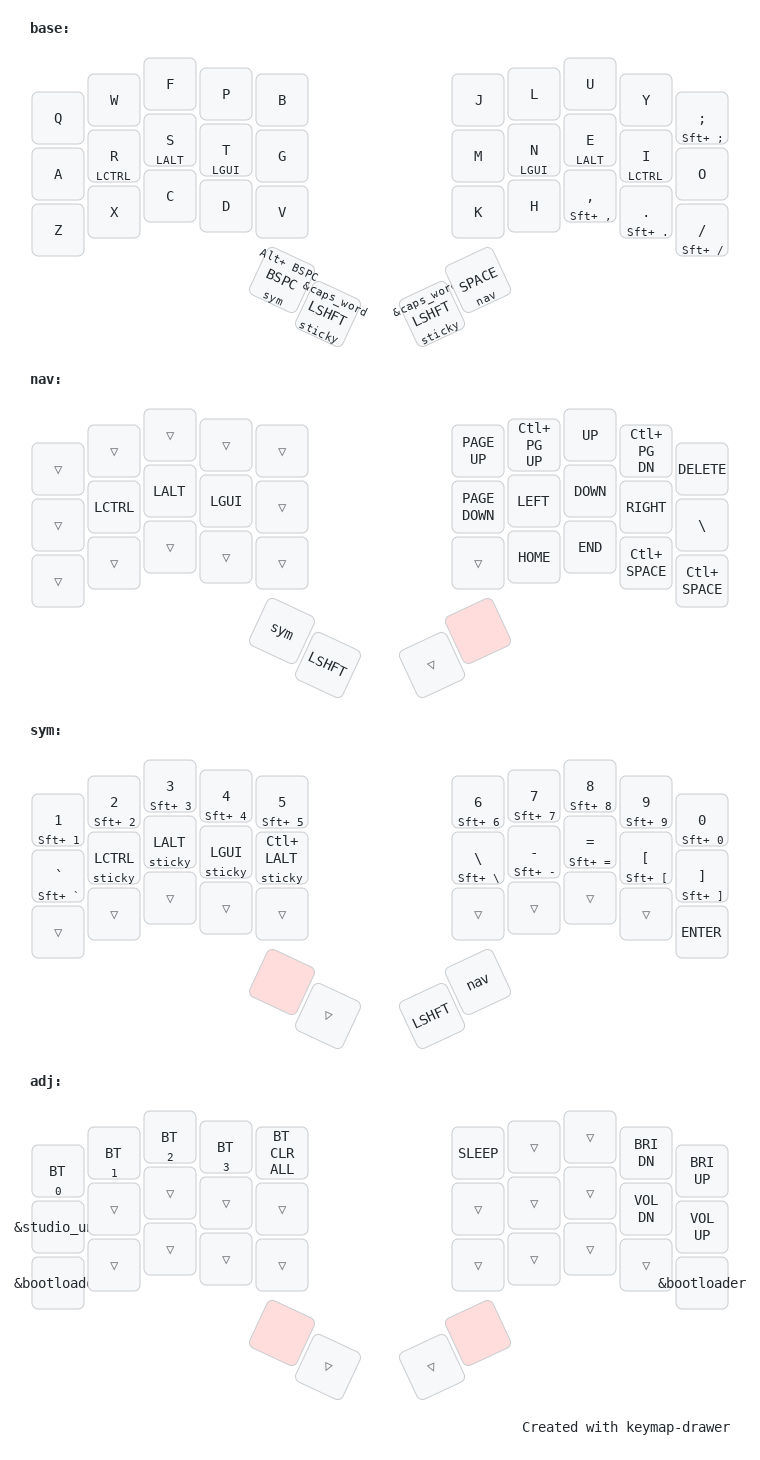 base:
Q W F P B J L U Y ; Sft+ ;
A R LCTRL S LALT T LGUI G M N LGUI E LALT I LCTRL O
Z X C D V K H , Sft+ , . Sft+ . / Sft+ /
Alt+ BSPC BSPC sym &caps_word LSHFT sticky &caps_word LSHFT sticky SPACE nav
nav:
▽ ▽ ▽ ▽ ▽ PAGE UP Ctl+ PG UP UP Ctl+ PG DN DELETE
▽ LCTRL LALT LGUI ▽ PAGE DOWN LEFT DOWN RIGHT \
▽ ▽ ▽ ▽ ▽ ▽ HOME END Ctl+ SPACE Ctl+ SPACE
sym LSHFT ▽
sym:
1 Sft+ 1 2 Sft+ 2 3 Sft+ 3 4 Sft+ 4 5 Sft+ 5 6 Sft+ 6 7 Sft+ 7 8 Sft+ 8 9 Sft+ 9 0 Sft+ 0
` Sft+ ` LCTRL sticky LALT sticky LGUI sticky Ctl+ LALT sticky \ Sft+ \ - Sft+ - = Sft+ = [ Sft+ [ ] Sft+ ]
▽ ▽ ▽ ▽ ▽ ▽ ▽ ▽ ▽ ENTER
▽ LSHFT nav
adj:
BT 0 BT 1 BT 2 BT 3 BT CLR ALL SLEEP ▽ ▽ BRI DN BRI UP
&studio_u ▽ ▽ ▽ ▽ ▽ ▽ ▽ VOL DN VOL UP
&bootload ▽ ▽ ▽ ▽ ▽ ▽ ▽ ▽ &bootloader
▽ ▽
Created with keymap-drawer